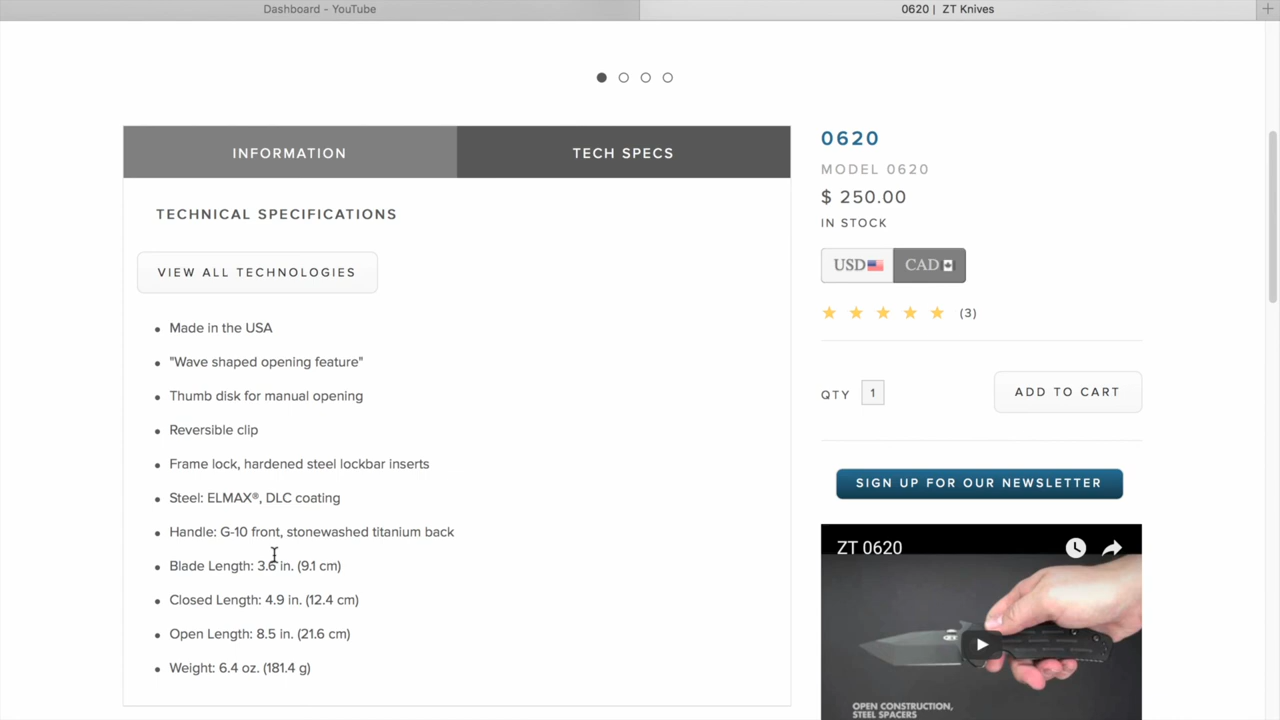 Dashboard - YouTube
0620 | ZT Knives
INFORMATION
TECH SPECS
TECHNICAL SPECIFICATIONS
VIEW ALL TECHNOLOGIES
Made in the USA
"Wave shaped opening feature"
Thumb disk for manual opening
Reversible clip
Frame lock, hardened steel lockbar inserts
Steel: ELMAX®, DLC coating
Handle: G-10 front, stonewashed titanium back
Blade Length: 3.6 in. (9.1 cm)
Closed Length: 4.9 in. (12.4 cm)
Open Length: 8.5 in. (21.6 cm)
Weight: 6.4 oz. (181.4 g)
0620
MODEL 0620
$ 250.00
IN STOCK
USD CAD
(3)
QTY 1
ADD TO CART
SIGN UP FOR OUR NEWSLETTER
ZT 0620
OPEN CONSTRUCTION,
STEEL SPACERS